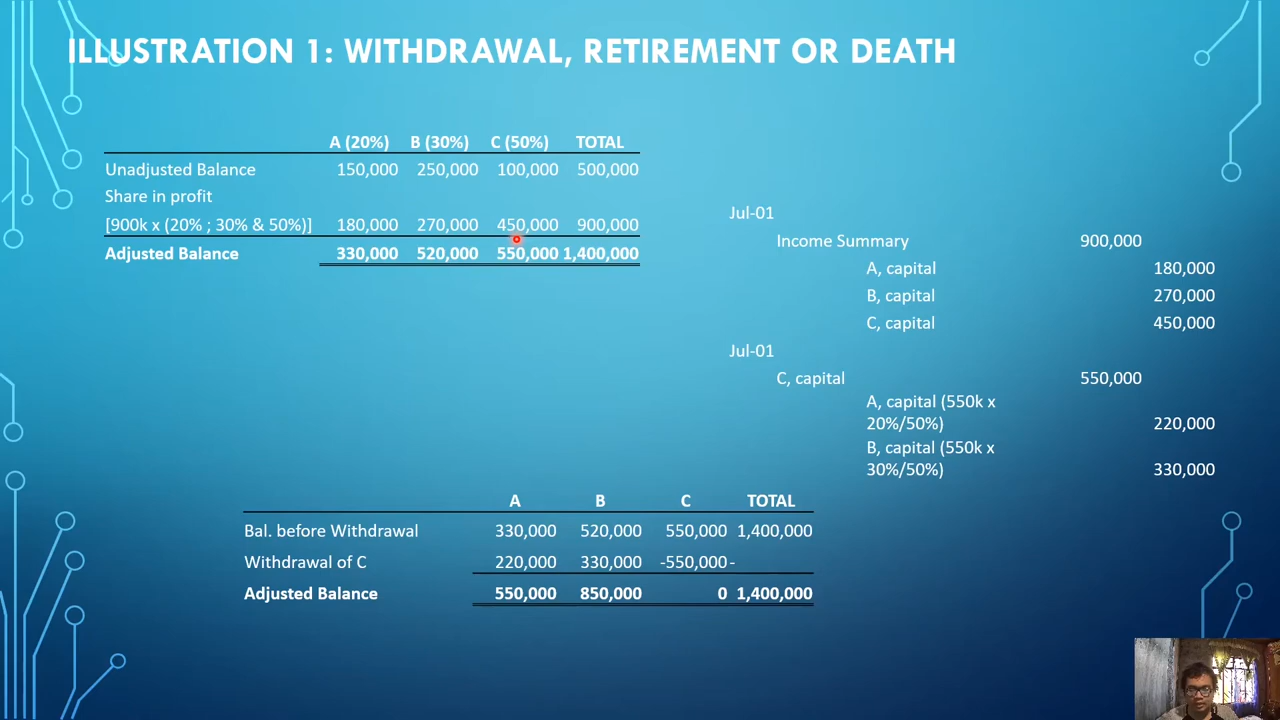 ILLUSTRATION 1: WITHDRAWAL, RETIREMENT OR DEATH
A (20%) B (30%) C (50%) TOTAL
Unadjusted Balance 150,000 250,000 100,000 500,000
Share in profit
[900k x (20% ; 30% & 50%)] 180,000 270,000 450,000 900,000
Adjusted Balance 330,000 520,000 550,000 1,400,000
Jul-01
Income Summary 900,000
A, capital 180,000
B, capital 270,000
C, capital 450,000
Jul-01
C, capital 550,000
A, capital (550k x
20%/50%) 220,000
B, capital (550k x
30%/50%) 330,000
A B C TOTAL
Bal. before Withdrawal 330,000 520,000 550,000 1,400,000
Withdrawal of C 220,000 330,000 -550,000 -
Adjusted Balance 550,000 850,000 0 1,400,000